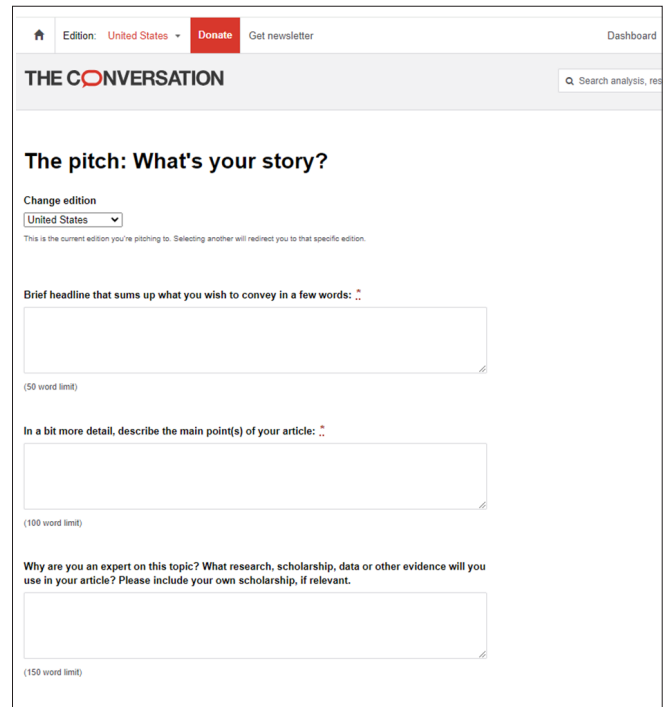 Edition: United States Donate Get newsletter Dashboard
THE CONVERSATION
Search analysis, res
The pitch: What's your story?
Change edition
United States
This is the current edition you're pitching to. Selecting another will redirect you to that specific edition.
Brief headline that sums up what you wish to convey in a few words: *
(50 word limit)
In a bit more detail, describe the main point(s) of your article: *
(100 word limit)
Why are you an expert on this topic? What research, scholarship, data or other evidence will you
use in your article? Please include your own scholarship, if relevant.
(150 word limit)